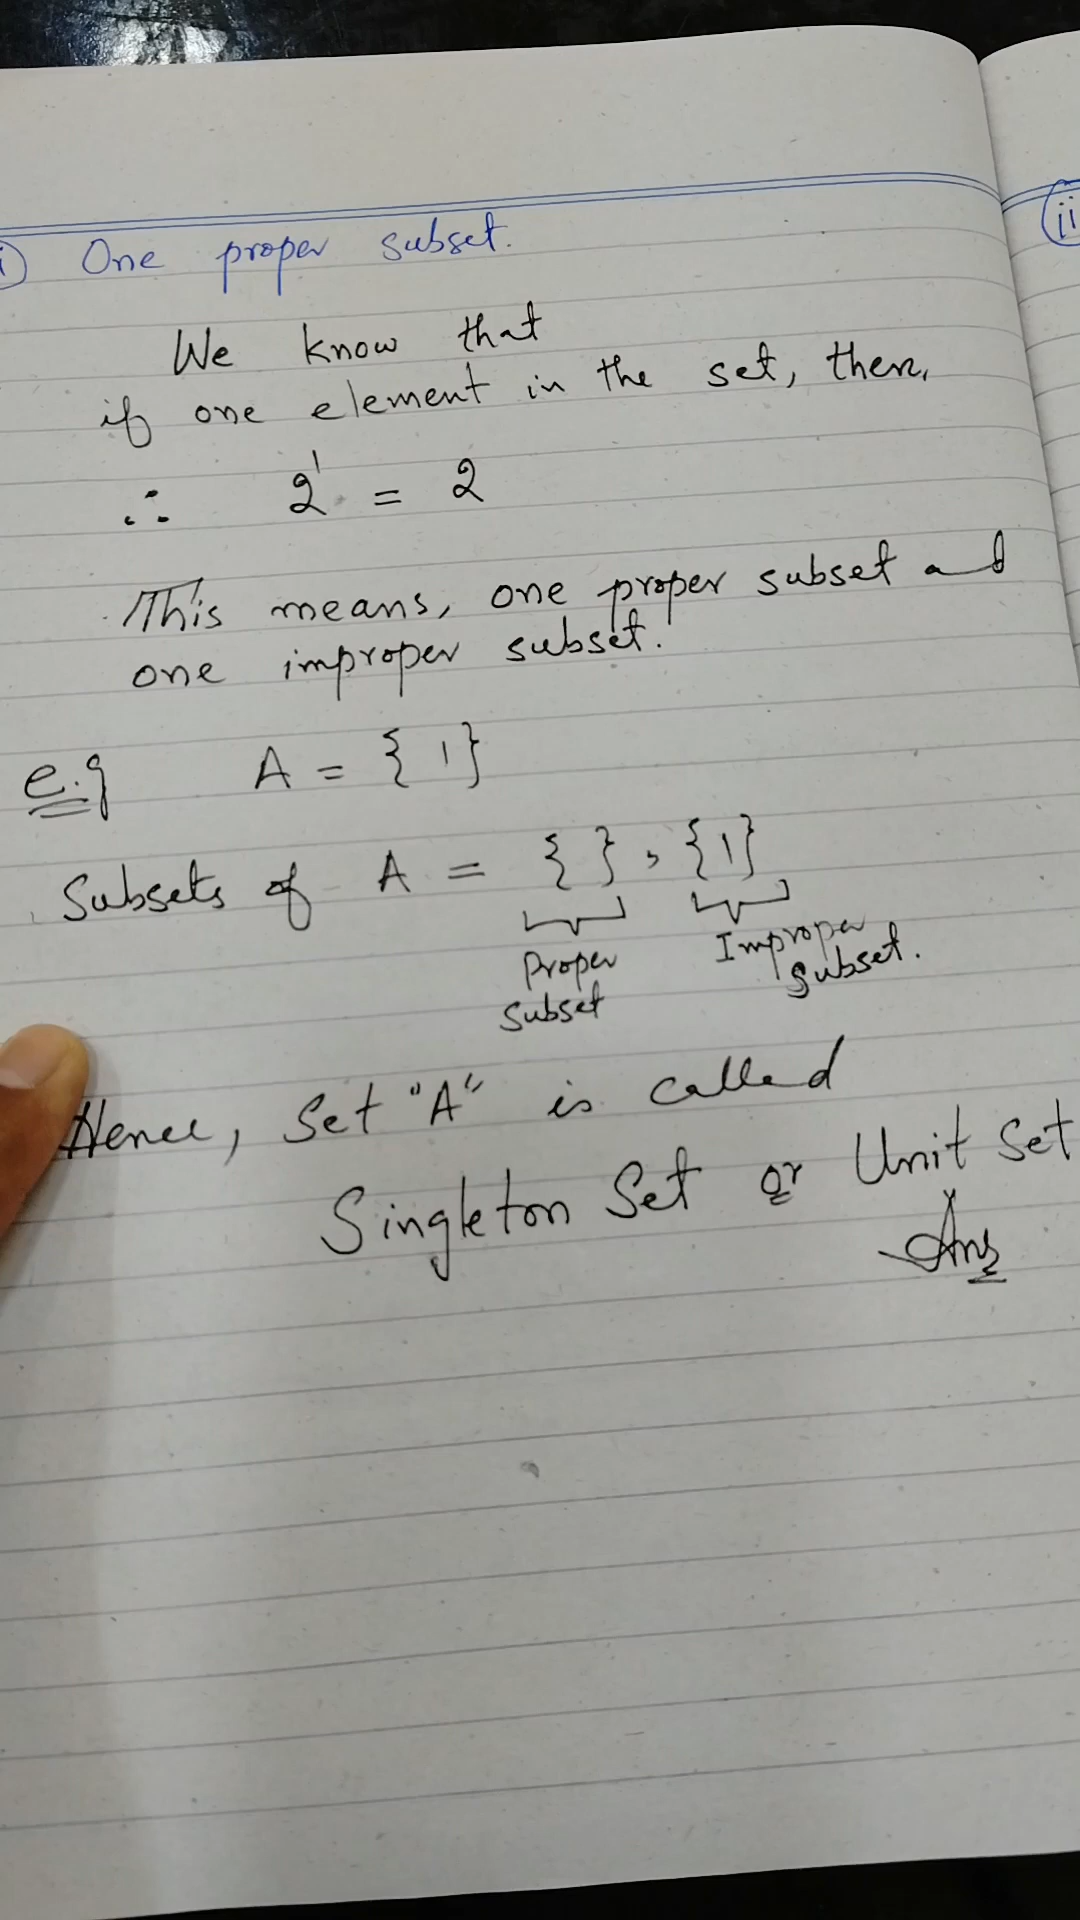 i) One proper subset.
(ii
We know that
if one element in the set, then,
∴ 2¹ = 2
This means, one proper subset and
one improper subset.
e.g A = { 1 }
Subsets of A = { } , { 1 }
Proper Improper
subset subset.
Hence, Set "A" is called
Singleton Set or Unit Set
Ans